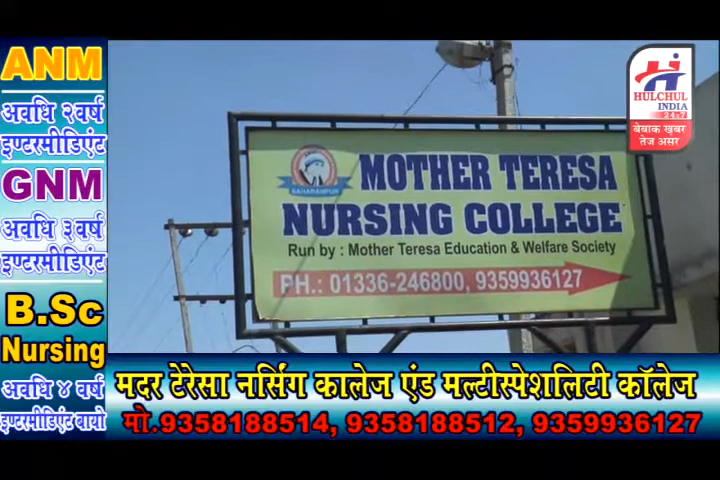 ANM
अवधि २वर्ष
इण्टरमीडिएंट
GNM
अवधि ३वर्ष
इण्टरमीडिएंट
B.Sc
Nursing
अवधि ४ वर्ष
इण्टरमीडिएंट बायो
HULCHUL
INDIA
24x7
बेबाक खबर
तेज असर
SAHARANPUR
MOTHER TERESA
NURSING COLLEGE
Run by : Mother Teresa Education & Welfare Society
PH.: 01336-246800, 9359936127
मदर टेरेसा नर्सिंग कालेज एंड मल्टीस्पेशलिटी कॉलेज
मो.9358188514, 9358188512, 9359936127